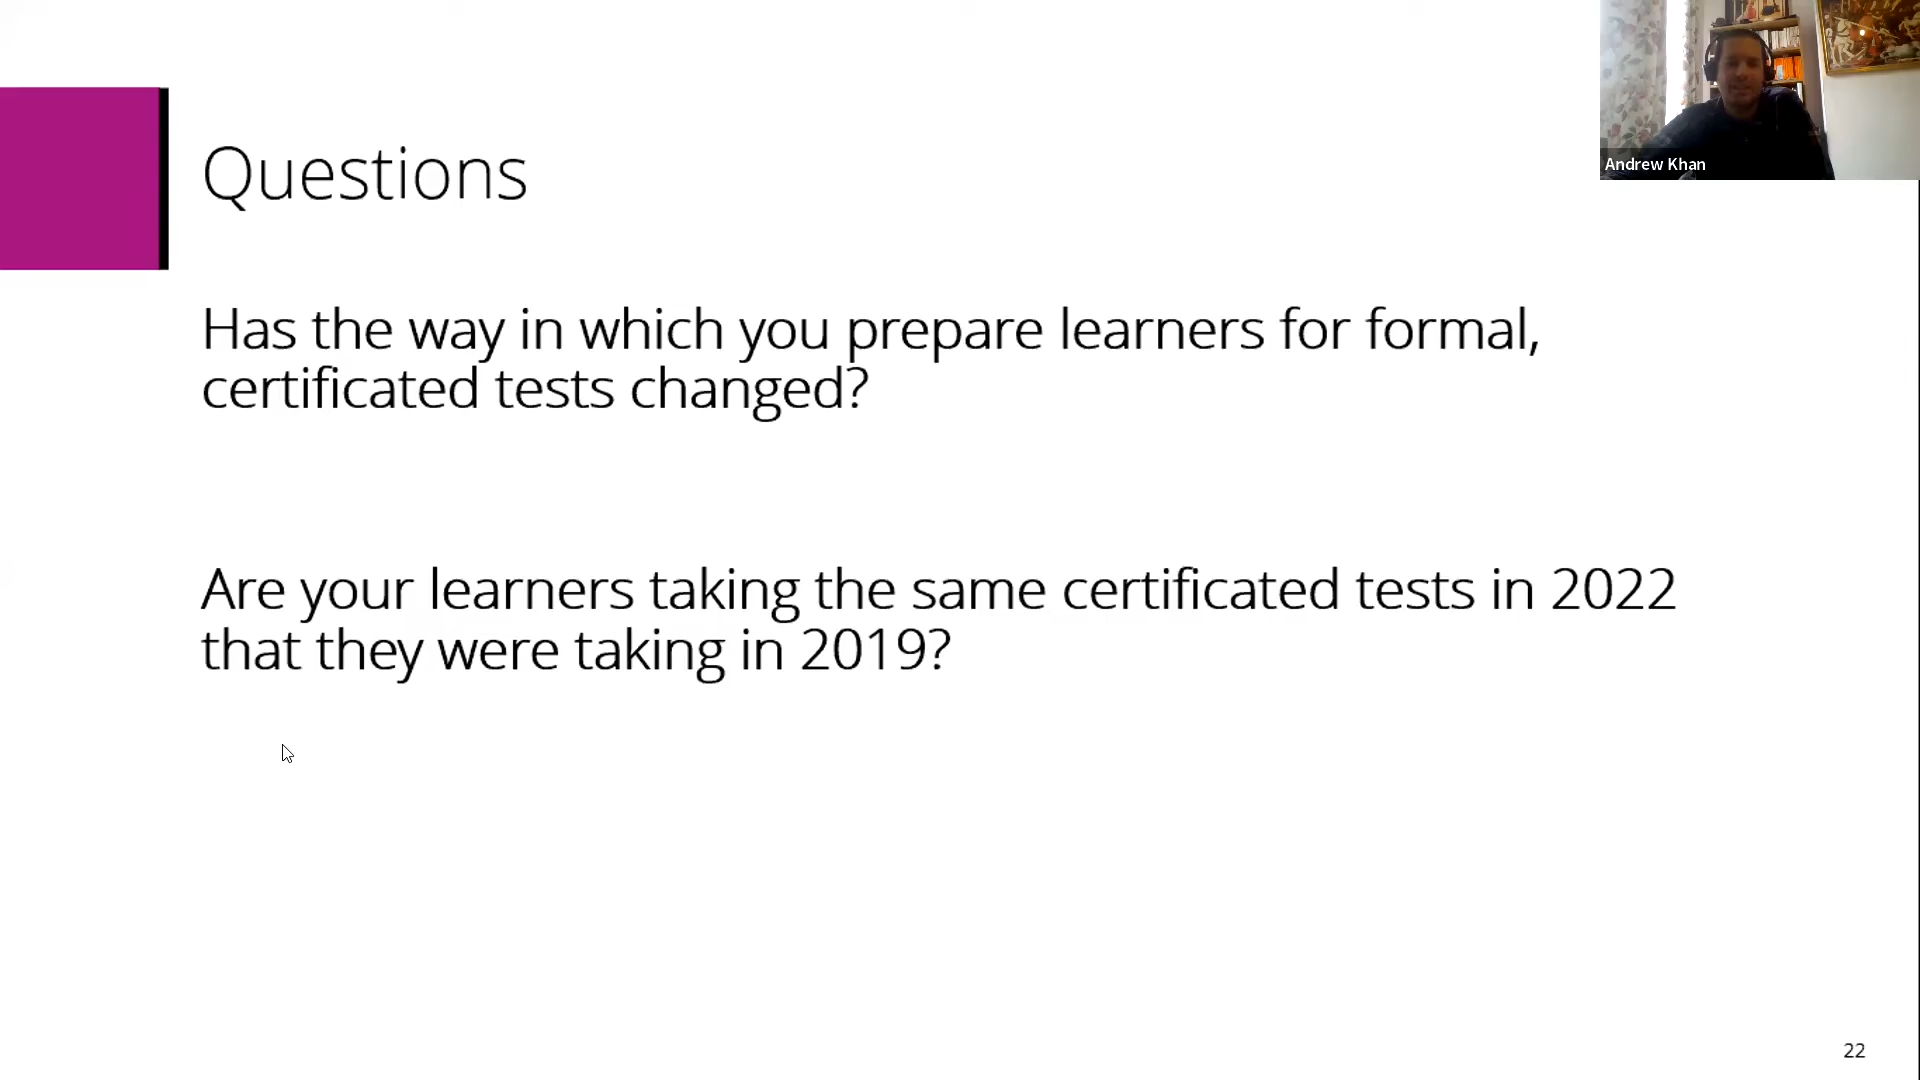 Andrew Khan
Questions
Has the way in which you prepare learners for formal,
certificated tests changed?
Are your learners taking the same certificated tests in 2022
that they were taking in 2019?
22